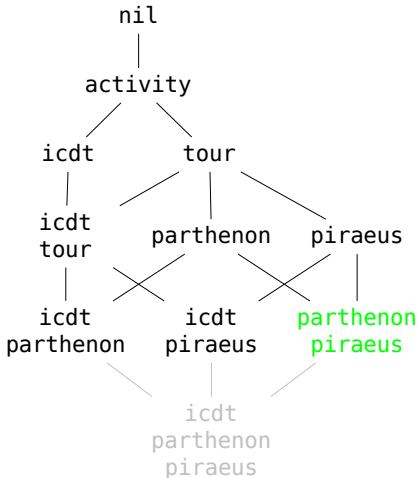 nil
activity
icdt
tour
icdt
tour
parthenon
piraeus
icdt
parthenon
icdt
piraeus
parthenon
piraeus
icdt
parthenon
piraeus